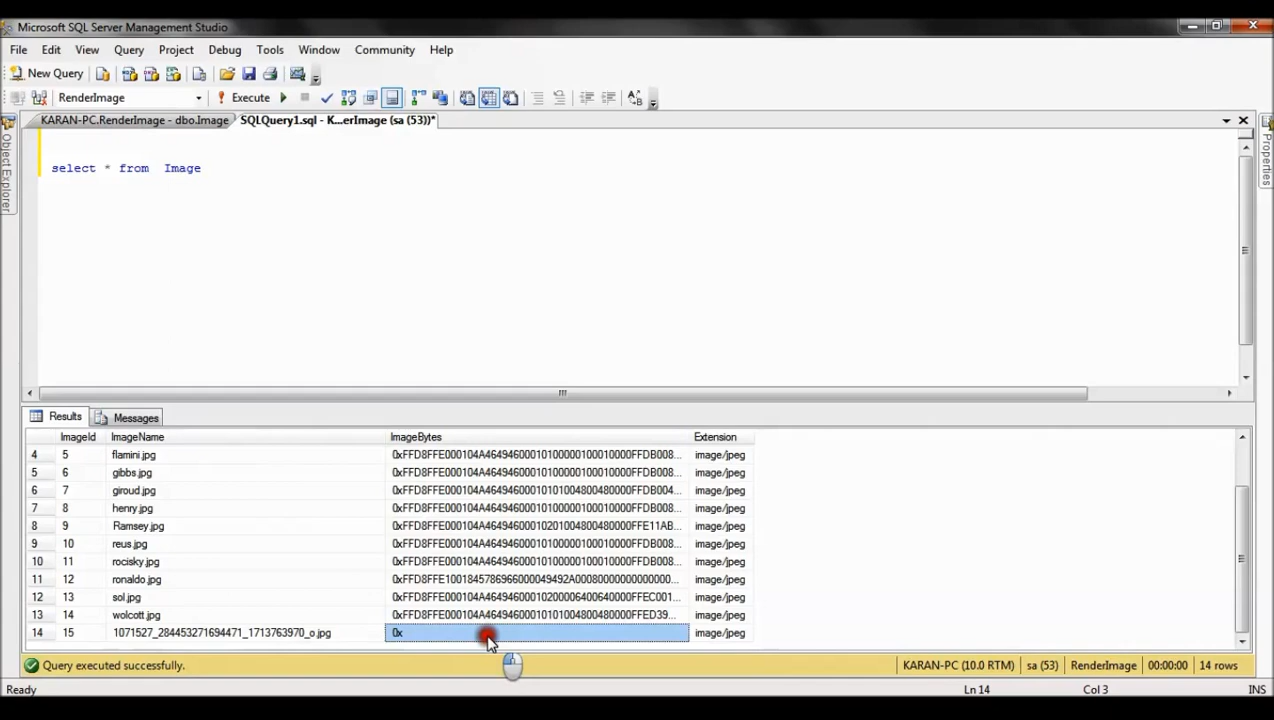 Microsoft SQL Server Management Studio
File Edit View Query Project Debug Tools Window Community Help
New Query
RenderImage Execute
KARAN-PC.RenderImage - dbo.Image SQLQuery1.sql - K...erImage (sa (53))*
Object Explorer
Properties
select * from Image
Results Messages
ImageId ImageName ImageBytes Extension
4 5 flamini.jpg 0xFFD8FFE000104A46494600010100000100010000FFDB008... image/jpeg
5 6 gibbs.jpg 0xFFD8FFE000104A46494600010100000100010000FFDB008... image/jpeg
6 7 giroud.jpg 0xFFD8FFE000104A46494600010101004800480000FFDB004... image/jpeg
7 8 henry.jpg 0xFFD8FFE000104A46494600010100000100010000FFDB008... image/jpeg
8 9 Ramsey.jpg 0xFFD8FFE000104A46494600010201004800480000FFE11AB... image/jpeg
9 10 reus.jpg 0xFFD8FFE000104A46494600010100000100010000FFDB008... image/jpeg
10 11 rocisky.jpg 0xFFD8FFE000104A46494600010100000100010000FFDB008... image/jpeg
11 12 ronaldo.jpg 0xFFD8FFE1001845786966000049492A0008000000000000... image/jpeg
12 13 sol.jpg 0xFFD8FFE000104A46494600010200006400640000FFEC001... image/jpeg
13 14 wolcott.jpg 0xFFD8FFE000104A46494600010101004800480000FFED39... image/jpeg
14 15 1071527_284453271694471_1713763970_o.jpg 0x image/jpeg
Query executed successfully. KARAN-PC (10.0 RTM) sa (53) RenderImage 00:00:00 14 rows
Ready Ln 14 Col 3 INS